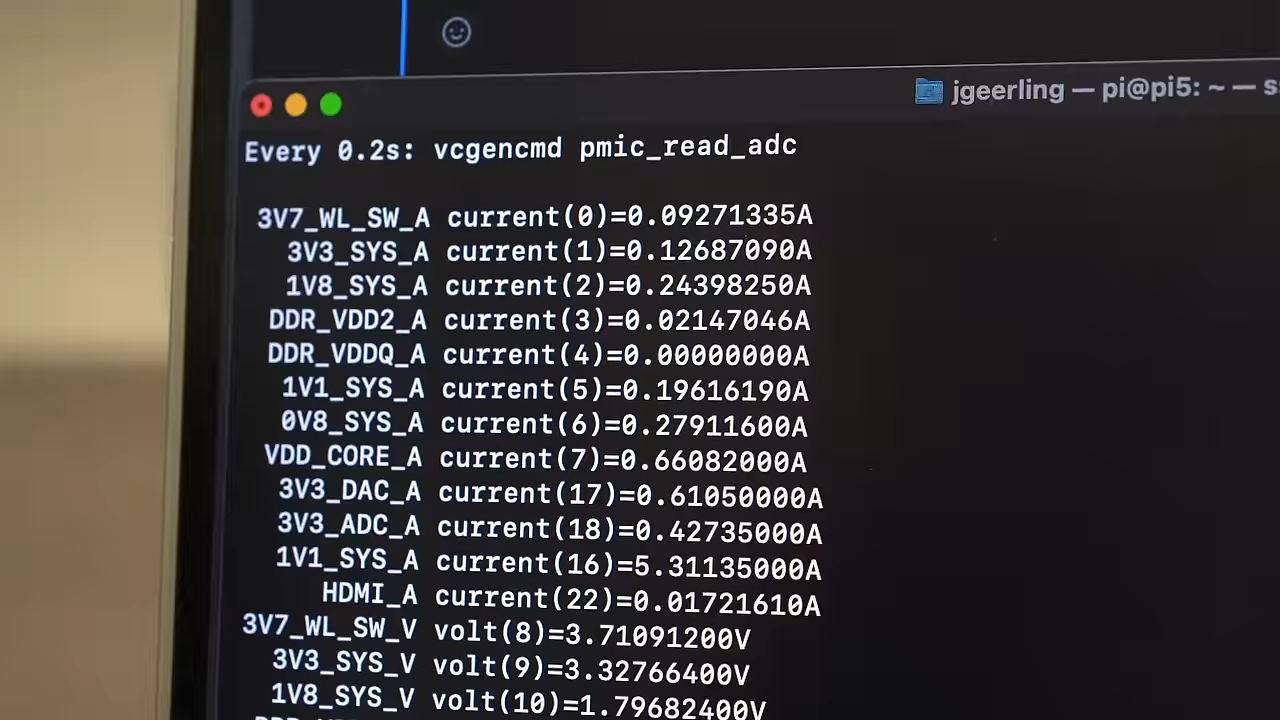 jgeerling — pi@pi5: ~ —
Every 0.2s: vcgencmd pmic_read_adc
3V7_WL_SW_A current(0)=0.09271335A
3V3_SYS_A current(1)=0.12687090A
1V8_SYS_A current(2)=0.24398250A
DDR_VDD2_A current(3)=0.02147046A
DDR_VDDQ_A current(4)=0.00000000A
1V1_SYS_A current(5)=0.19616190A
0V8_SYS_A current(6)=0.27911600A
VDD_CORE_A current(7)=0.66082000A
3V3_DAC_A current(17)=0.61050000A
3V3_ADC_A current(18)=0.42735000A
1V1_SYS_A current(16)=5.31135000A
HDMI_A current(22)=0.01721610A
3V7_WL_SW_V volt(8)=3.71091200V
3V3_SYS_V volt(9)=3.32766400V
1V8_SYS_V volt(10)=1.79682400V